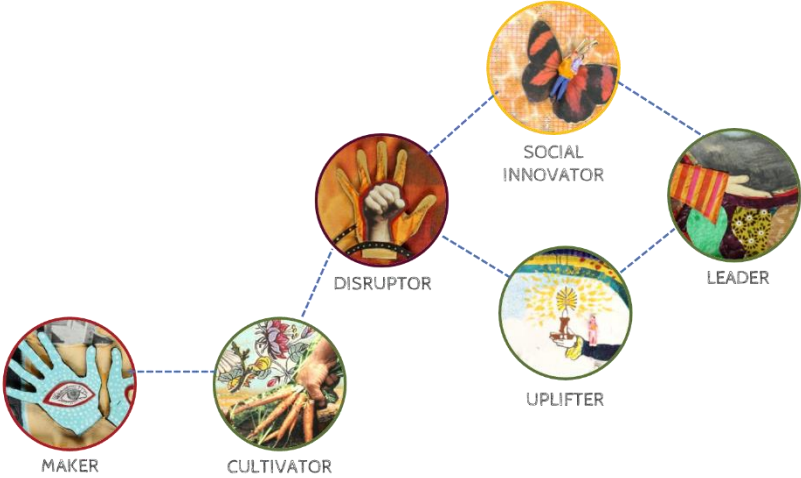 SOCIAL
INNOVATOR
DISRUPTOR
LEADER
UPLIFTER
MAKER
CULTIVATOR